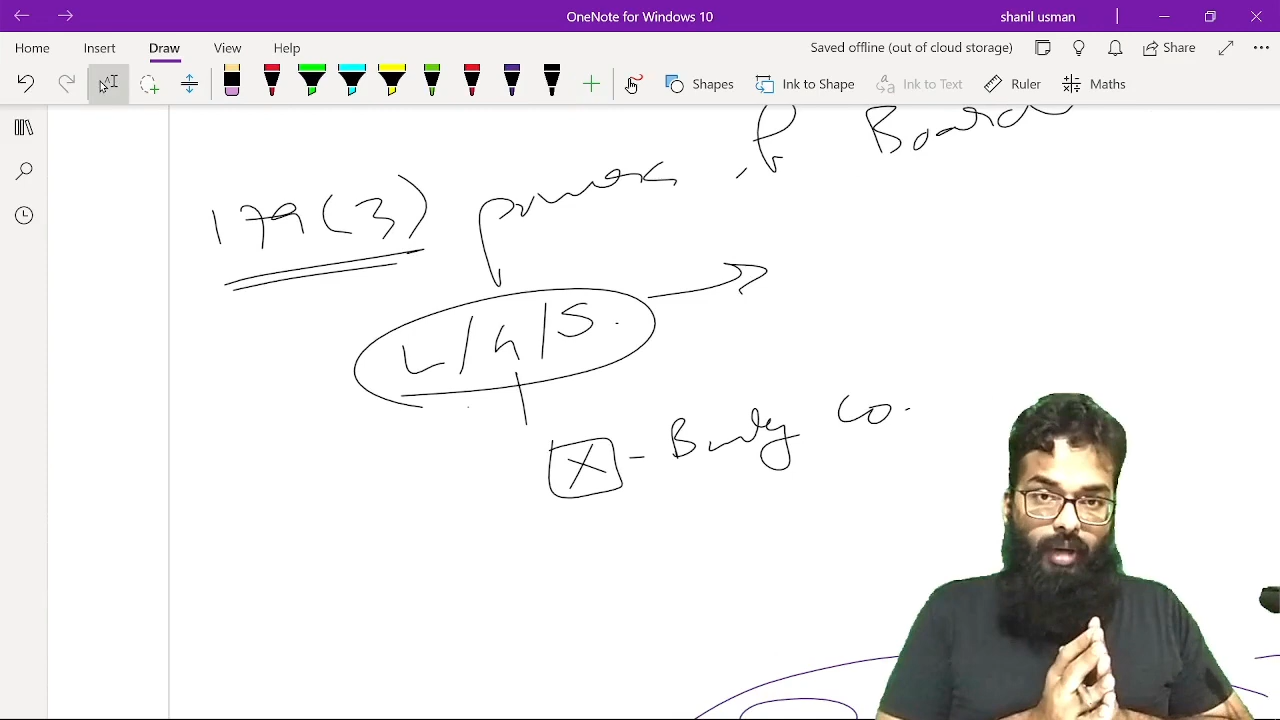 OneNote for Windows 10
shanil usman
Home Insert Draw View Help
Saved offline (out of cloud storage)
Share
Shapes
Ink to Shape
Ink to Text
Ruler
Maths
179(3) powers of Board
L/G/S.
X - Body Co.